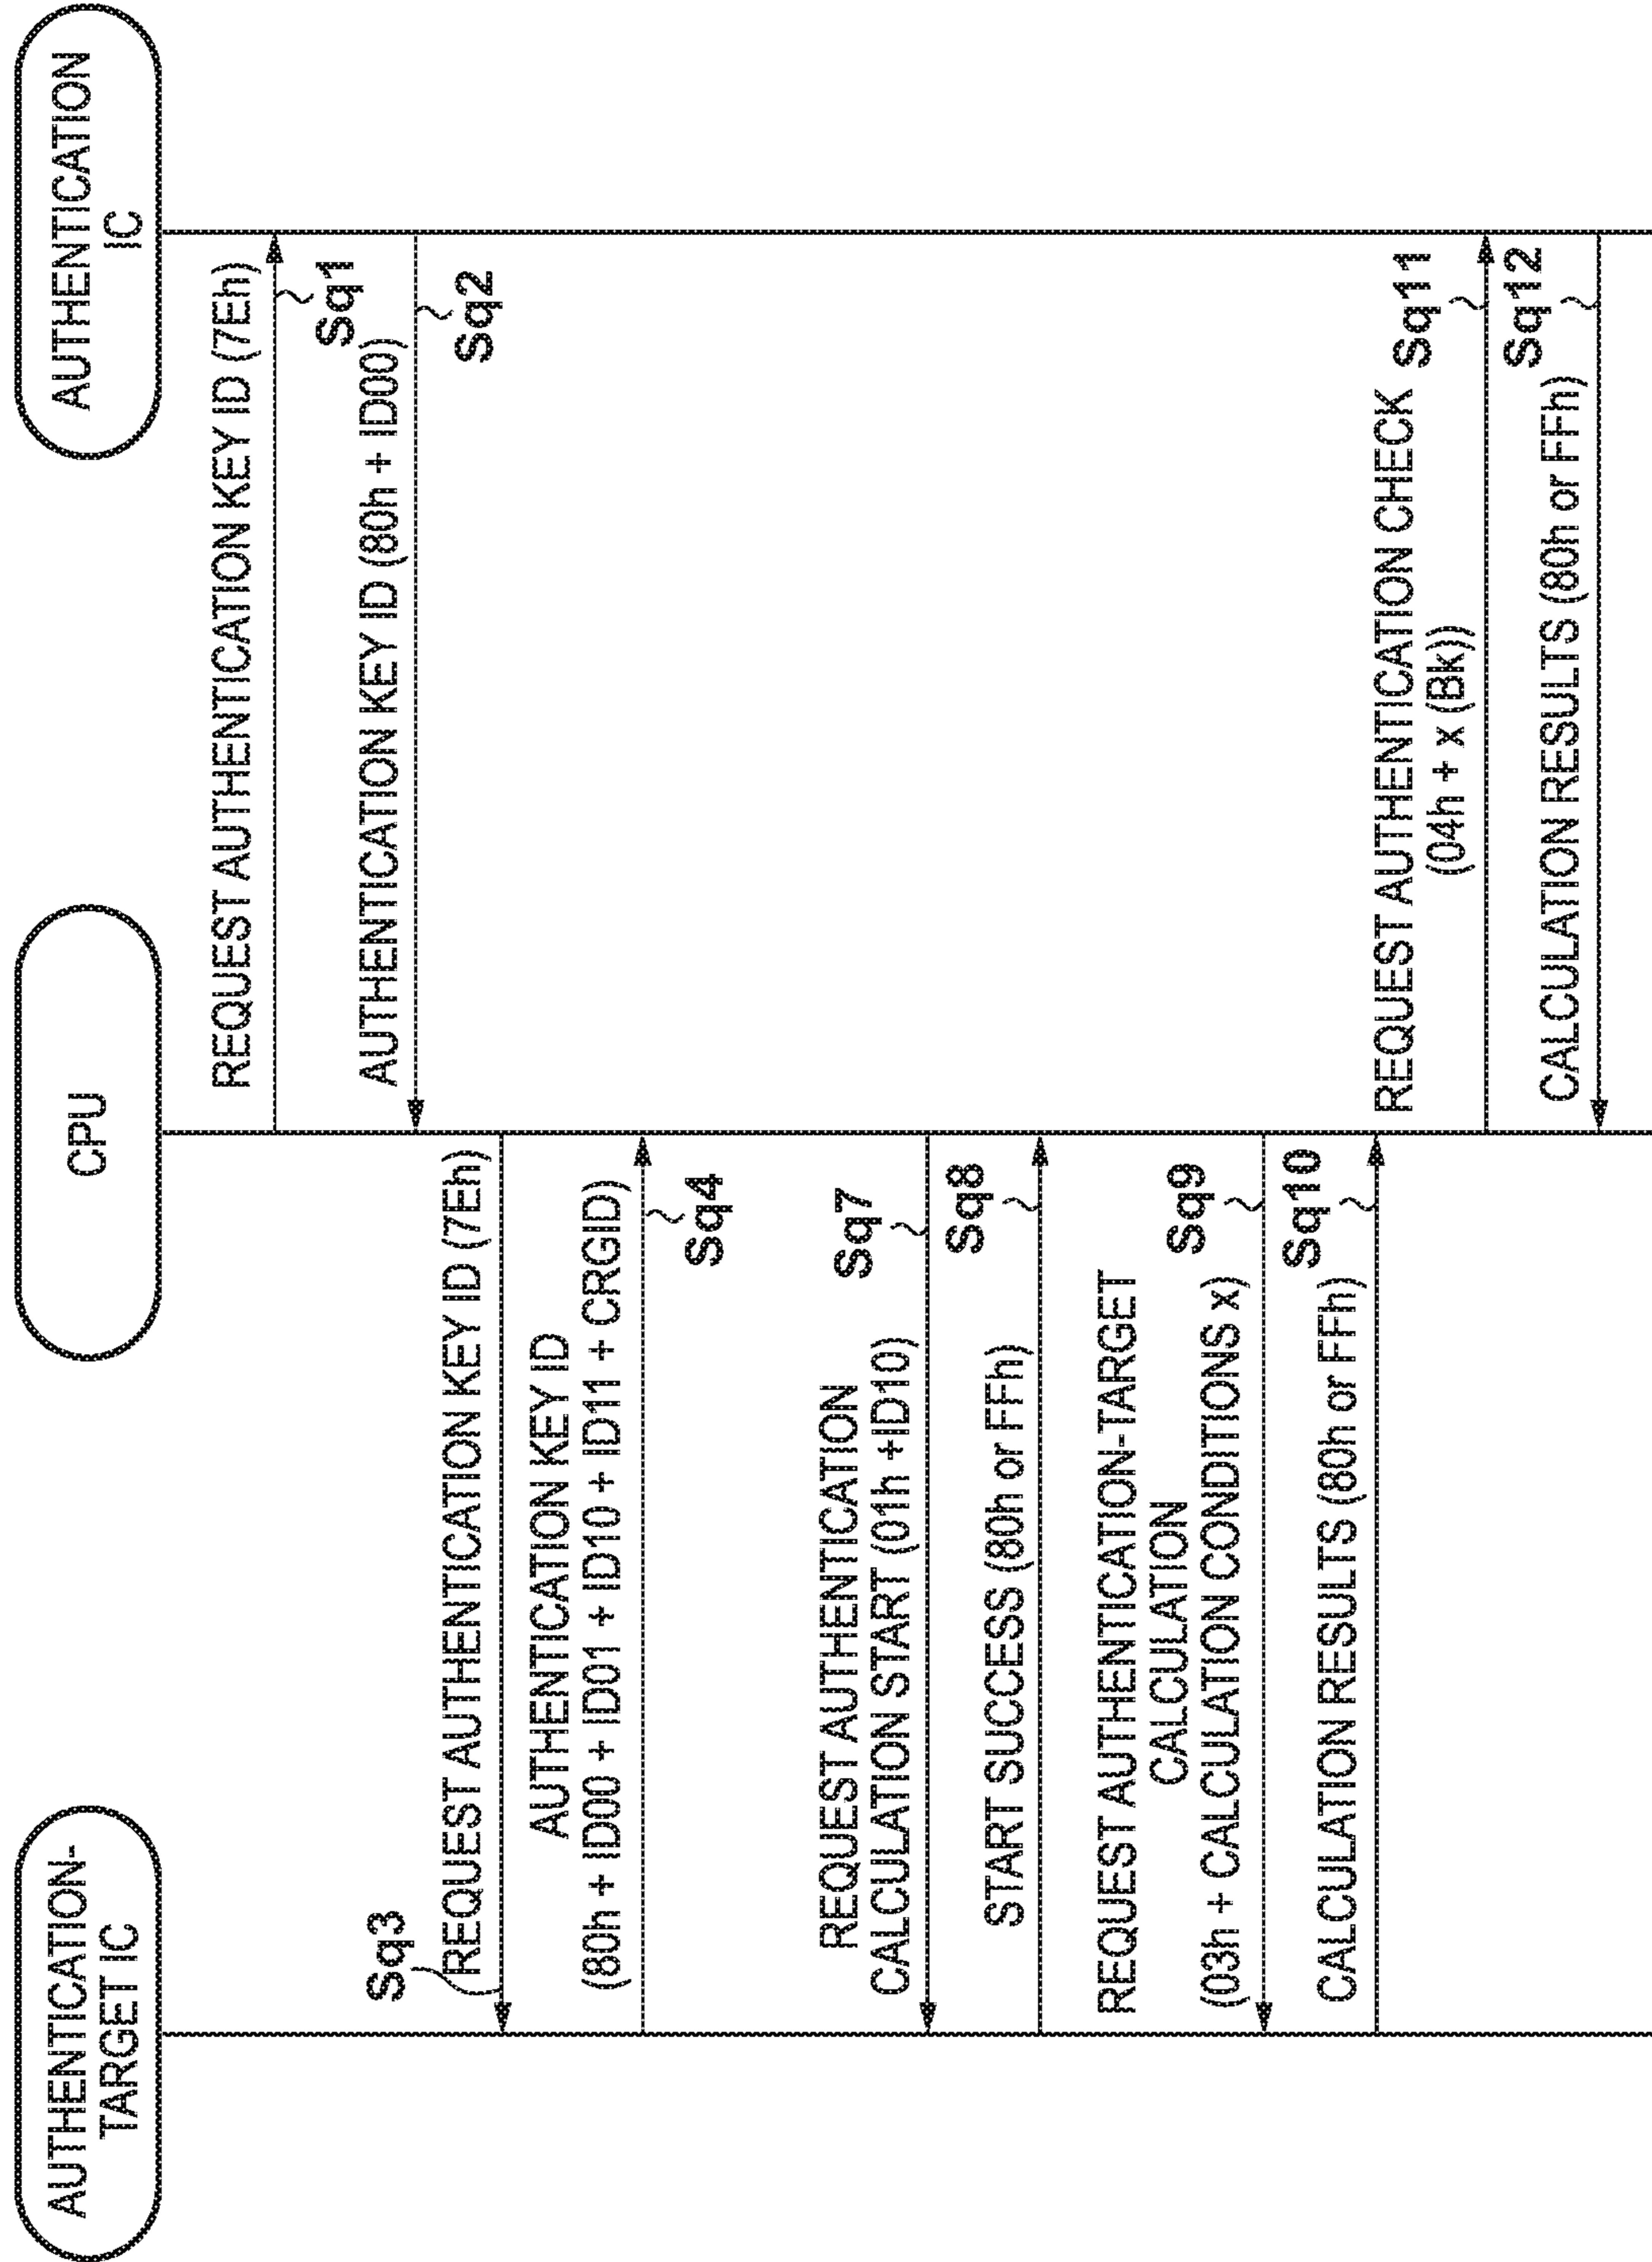 AUTHENTICATION-
TARGET IC
CPU
AUTHENTICATION
IC
REQUEST AUTHENTICATION KEY ID (7Eh)
Sq1
AUTHENTICATION KEY ID (80h + ID00)
Sq2
Sq3
REQUEST AUTHENTICATION KEY ID (7Eh)
AUTHENTICATION KEY ID
(80h + ID00 + ID01 + ID10 + ID11 + CRGID)
Sq4
REQUEST AUTHENTICATION
CALCULATION START (01h +ID10)
Sq7
START SUCCESS (80h or FFh)
Sq8
REQUEST AUTHENTICATION-TARGET
CALCULATION
(03h + CALCULATION CONDITIONS x)
Sq9
CALCULATION RESULTS (80h or FFh)
Sq10
REQUEST AUTHENTICATION CHECK
(04h + x (Bk))
Sq11
CALCULATION RESULTS (80h or FFh)
Sq12